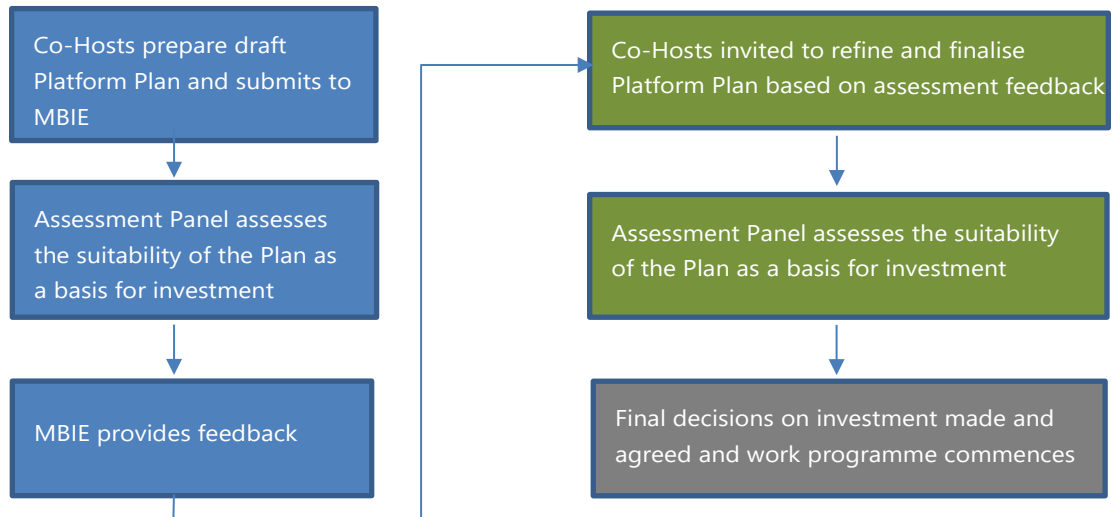 Co-Hosts prepare draft
Platform Plan and submits to
MBIE
Assessment Panel assesses
the suitability of the Plan as
a basis for investment
MBIE provides feedback
Co-Hosts invited to refine and finalise
Platform Plan based on assessment feedback
Assessment Panel assesses the suitability
of the Plan as a basis for investment
Final decisions on investment made and
agreed and work programme commences